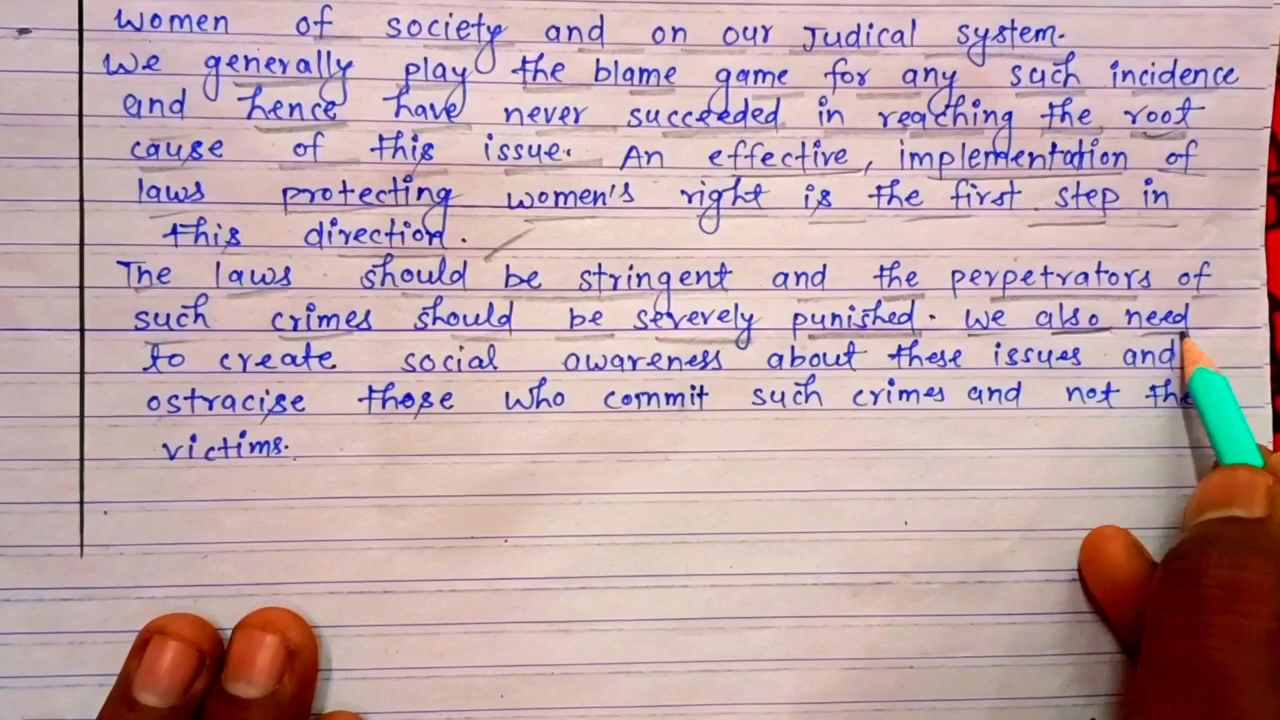 women of society and on our Judical system.
We generally play the blame game for any such incidence
and hence have never succeeded in reaching the root
cause of this issue. An effective, implementation of
laws protecting women's right is the first step in
this direction.
The laws should be stringent and the perpetrators of
such crimes should be severely punished. We also need
to create social awareness about these issues and
ostracise those who commit such crimes and not the
victims.